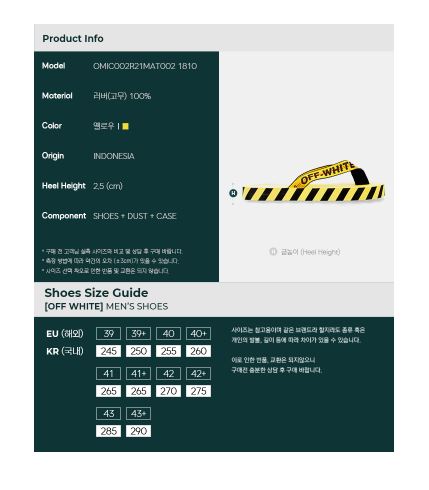 Product Info
Model OMIC002R21MAT002 1810
Moteriol 러버(고무) 100%
Color 옐로우 |
Origin INDONESIA
Heel Height 2,5 (cm)
Component SHOES + DUST + CASE
OFF-WHITE
H
H 굽높이 (Heel Height)
* 구매 전 고객님 실측 사이즈와 비교 및 상담 후 구매 바랍니다.
* 측정 방법에 따라 약간의 오차 (±3cm)가 있을 수 있습니다.
* 사이즈 선택 착오로 인한 반품 및 교환은 되지 않습니다.
Shoes Size Guide
[OFF WHITE] MEN'S SHOES
EU (해외) 39 39+ 40 40+
KR (국내) 245 250 255 260
41 41+ 42 42+
265 265 270 275
43 43+
285 290
사이즈는 참고용이며 같은 브랜드라 할지라도 종류 혹은
개인의 발볼, 길이 등에 따라 차이가 있을 수 있습니다.
이로 인한 반품, 교환은 되지않으니
구매전 충분한 상담 후 구매 바랍니다.